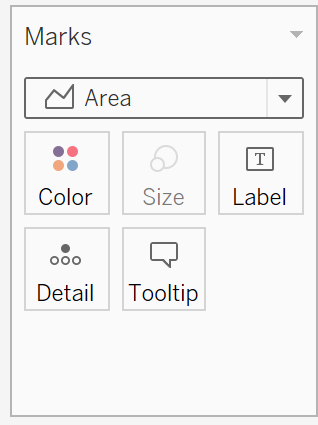 Marks
Area
Color Size Label
T
Detail Tooltip